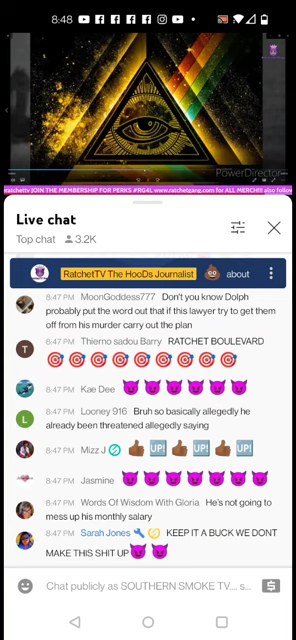 8:48
PowerDirector
ratchettv JOIN THE MEMBERSHIP FOR PERKS #RG4L www.ratchetgang.com for ALL MERCH!!! also follow
Live chat
Top chat 3.2K
RatchetTV The HooDs Journalist 💩 about
8:47 PM MoonGoddess777 Don't you know Dolph
probably put the word out that if this lawyer try to get them
off from his murder carry out the plan
T
8:47 PM Thierno sadou Barry RATCHET BOULEVARD
🎯🎯🎯🎯🎯🎯🎯🎯🎯
8:47 PM Kae Dee 😈😈😈😈😈😈
L
8:47 PM Looney 916 Bruh so basically allegedly he
already been threatened allegedly saying
8:47 PM Mizz J 👍🏾UP!👍🏾UP!👍🏾UP!
8:47 PM Jasmine 😈😈😈😈😈😈😈
8:47 PM Words Of Wisdom With Gloria He's not going to
mess up his monthly salary
8:47 PM Sarah Jones 🔧 KEEP IT A BUCK WE DONT
MAKE THIS SHIT UP😈😈
Chat publicly as SOUTHERN SMOKE TV.... s...